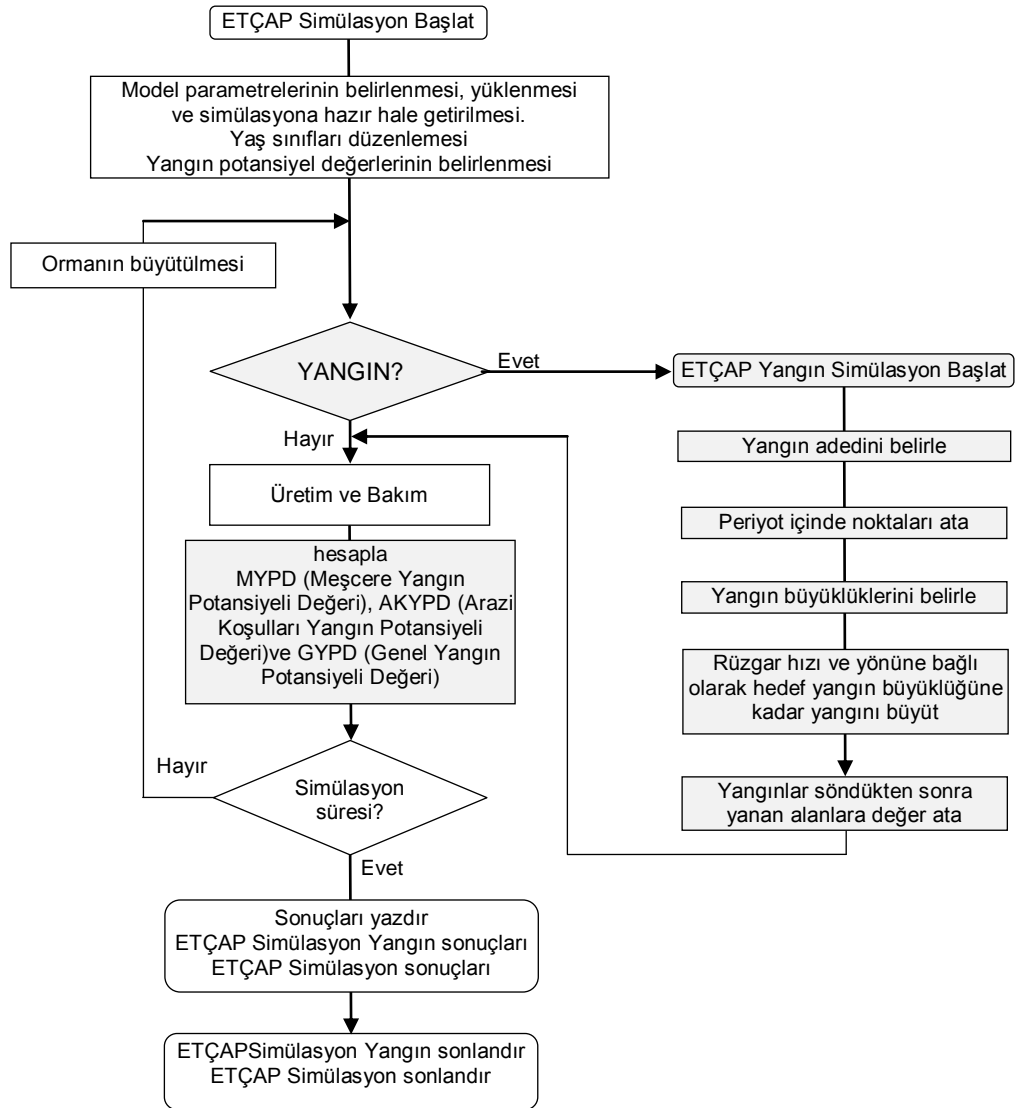 ETÇAP Simülasyon Başlat
Model parametrelerinin belirlenmesi, yüklenmesi
ve simülasyona hazır hale getirilmesi.
Yaş sınıfları düzenlemesi
Yangın potansiyel değerlerinin belirlenmesi
Ormanın büyütülmesi
YANGIN?
Evet
Hayır
ETÇAP Yangın Simülasyon Başlat
Yangın adedini belirle
Periyot içinde noktaları ata
Yangın büyüklüklerini belirle
Rüzgar hızı ve yönüne bağlı
olarak hedef yangın büyüklüğüne
kadar yangını büyüt
Yangınlar söndükten sonra
yanan alanlara değer ata
Üretim ve Bakım
hesapla
MYPD (Meşcere Yangın
Potansiyeli Değeri), AKYPD (Arazi
Koşulları Yangın Potansiyeli
Değeri)ve GYPD (Genel Yangın
Potansiyeli Değeri)
Hayır
Simülasyon
süresi?
Evet
Sonuçları yazdır
ETÇAP Simülasyon Yangın sonuçları
ETÇAP Simülasyon sonuçları
ETÇAPSimülasyon Yangın sonlandır
ETÇAP Simülasyon sonlandır